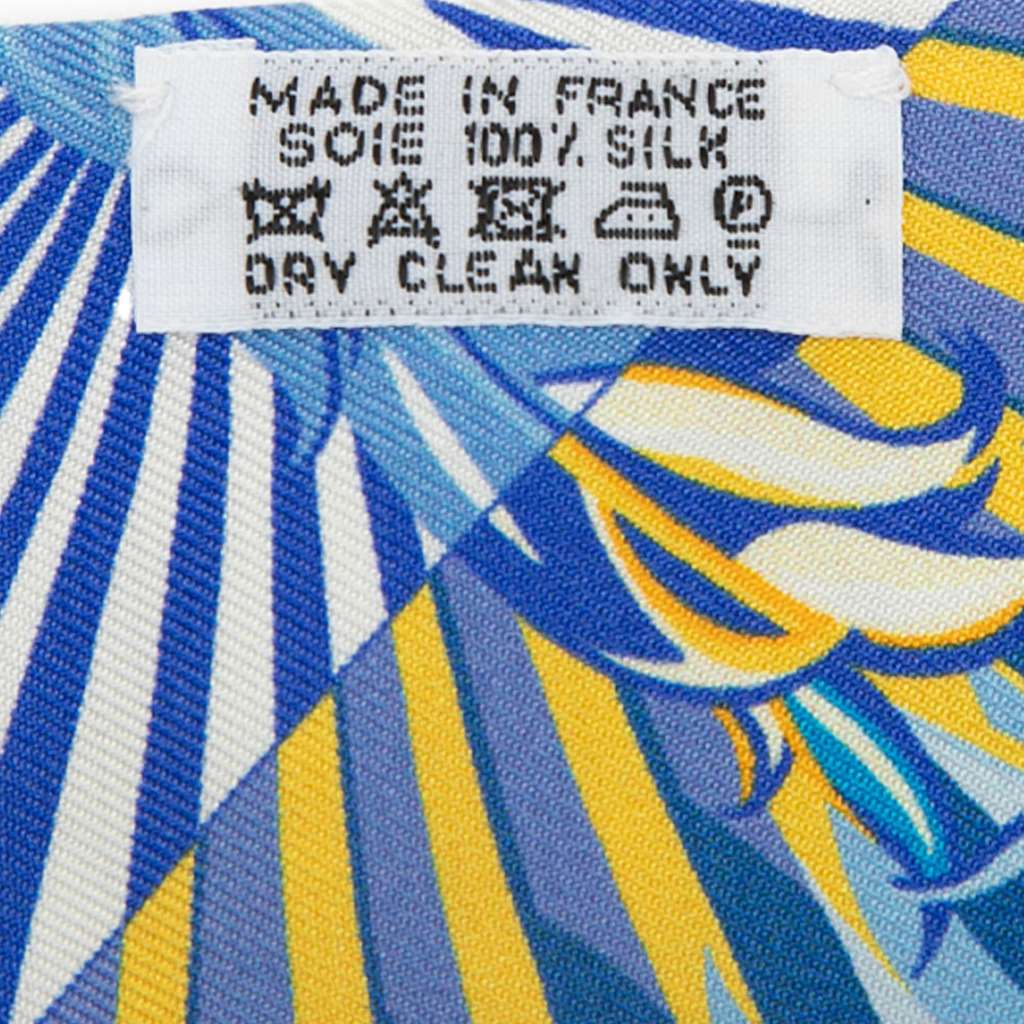 MADE IN FRANCE
SOIE 100% SILK
P
DRY CLEAN ONLY